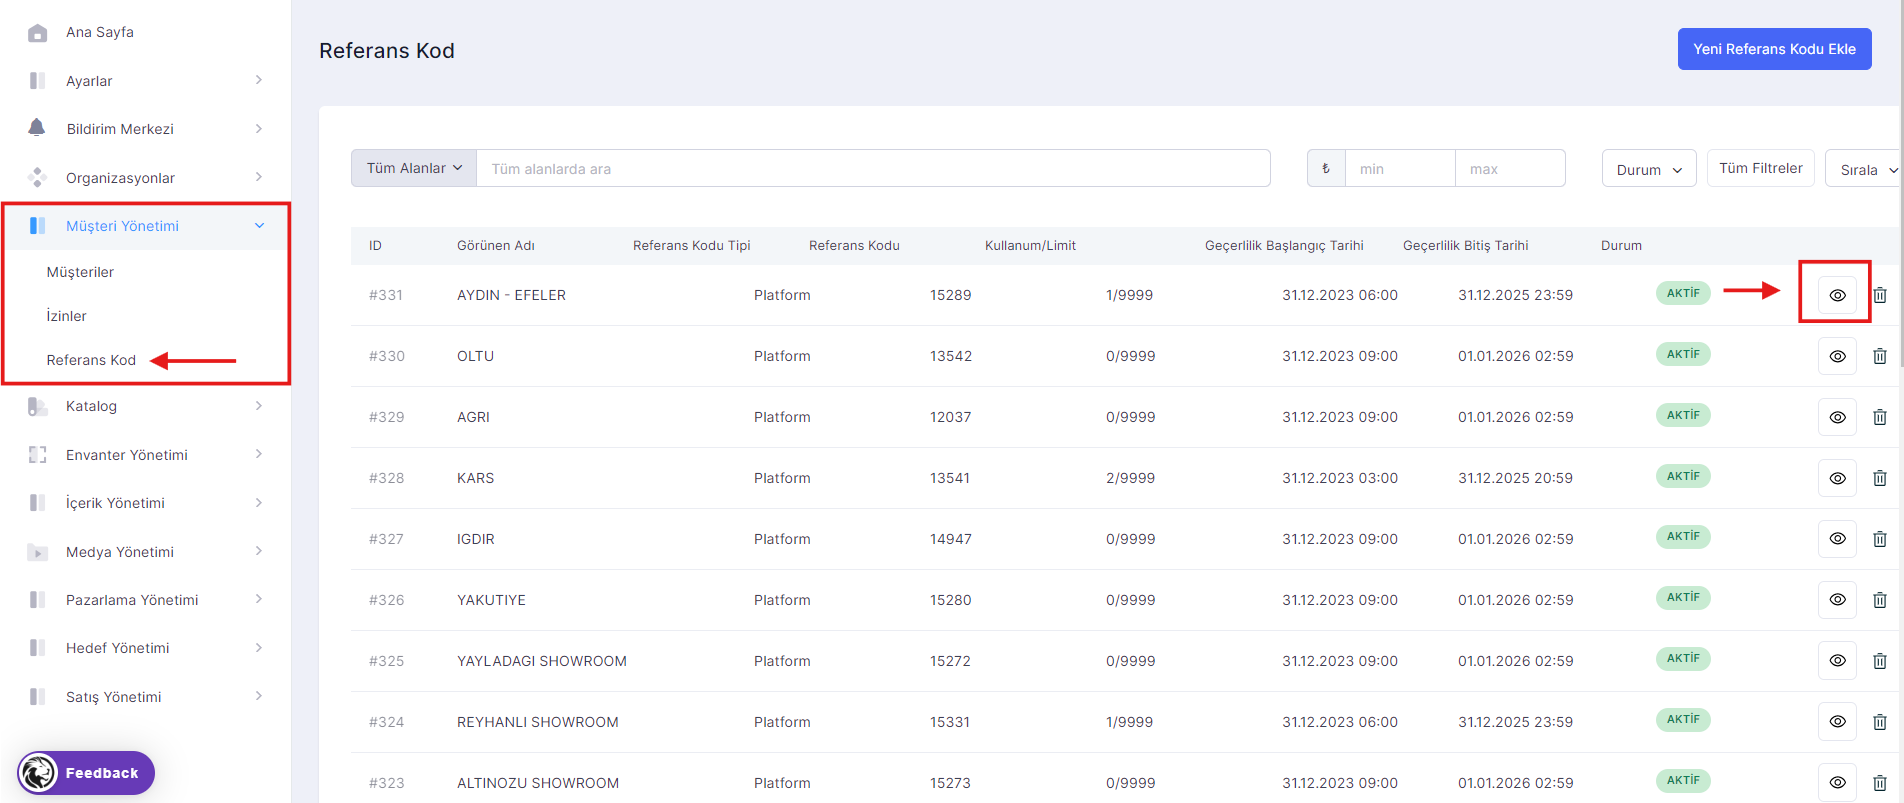 Ana Sayfa
Ayarlar
Bildirim Merkezi
Organizasyonlar
Müşteri Yönetimi
Müşteriler
İzinler
Referans Kod
Katalog
Envanter Yönetimi
İçerik Yönetimi
Medya Yönetimi
Pazarlama Yönetimi
Hedef Yönetimi
Satış Yönetimi
Feedback
Referans Kod
Yeni Referans Kodu Ekle
Tüm Alanlar Tüm alanlarda ara ₺ min max Durum Tüm Filtreler Sırala
ID Görünen Adı Referans Kodu Tipi Referans Kodu Kullanum/Limit Geçerlilik Başlangıç Tarihi Geçerlilik Bitiş Tarihi Durum
#331 AYDIN - EFELER Platform 15289 1/9999 31.12.2023 06:00 31.12.2025 23:59 AKTİF
#330 OLTU Platform 13542 0/9999 31.12.2023 09:00 01.01.2026 02:59 AKTİF
#329 AGRI Platform 12037 0/9999 31.12.2023 09:00 01.01.2026 02:59 AKTİF
#328 KARS Platform 13541 2/9999 31.12.2023 03:00 31.12.2025 20:59 AKTİF
#327 IGDIR Platform 14947 0/9999 31.12.2023 09:00 01.01.2026 02:59 AKTİF
#326 YAKUTIYE Platform 15280 0/9999 31.12.2023 09:00 01.01.2026 02:59 AKTİF
#325 YAYLADAGI SHOWROOM Platform 15272 0/9999 31.12.2023 09:00 01.01.2026 02:59 AKTİF
#324 REYHANLI SHOWROOM Platform 15331 1/9999 31.12.2023 06:00 31.12.2025 23:59 AKTİF
#323 ALTINOZU SHOWROOM Platform 15273 0/9999 31.12.2023 09:00 01.01.2026 02:59 AKTİF